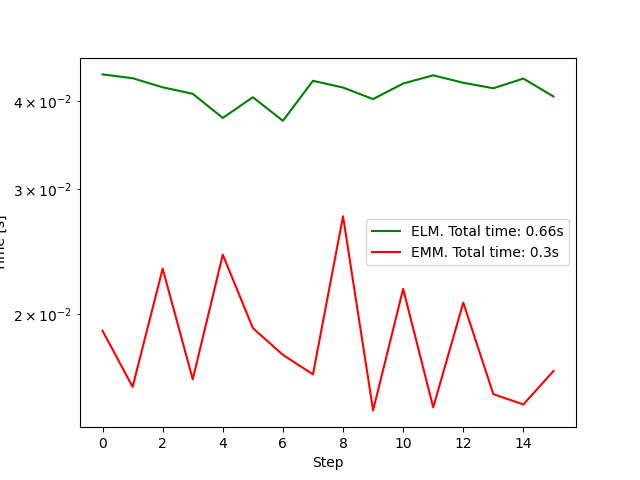 4 × 10⁻²
3 × 10⁻²
2 × 10⁻²
Time [s]
ELM. Total time: 0.66s
EMM. Total time: 0.3s
0 2 4 6 8 10 12 14
Step